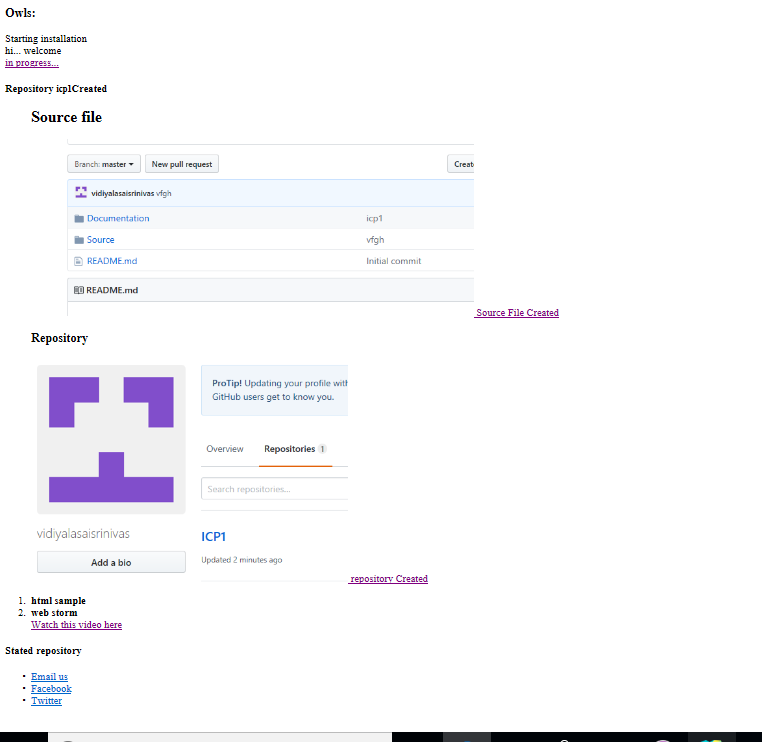 Owls:
Starting installation
hi... welcome
in progress...
Repository icp1Created
Source file
Branch: master New pull request Creat
vidiyalasaisrinivas vfgh
Documentation icp1
Source vfgh
README.md Initial commit
README.md
Source File Created
Repository
ProTip! Updating your profile with
GitHub users get to know you.
Overview Repositories 1
Search repositories...
vidiyalasaisrinivas
ICP1
Add a bio
Updated 2 minutes ago
repository Created
1. html sample
2. web storm
Watch this video here
Stated repository
• Email us
• Facebook
• Twitter